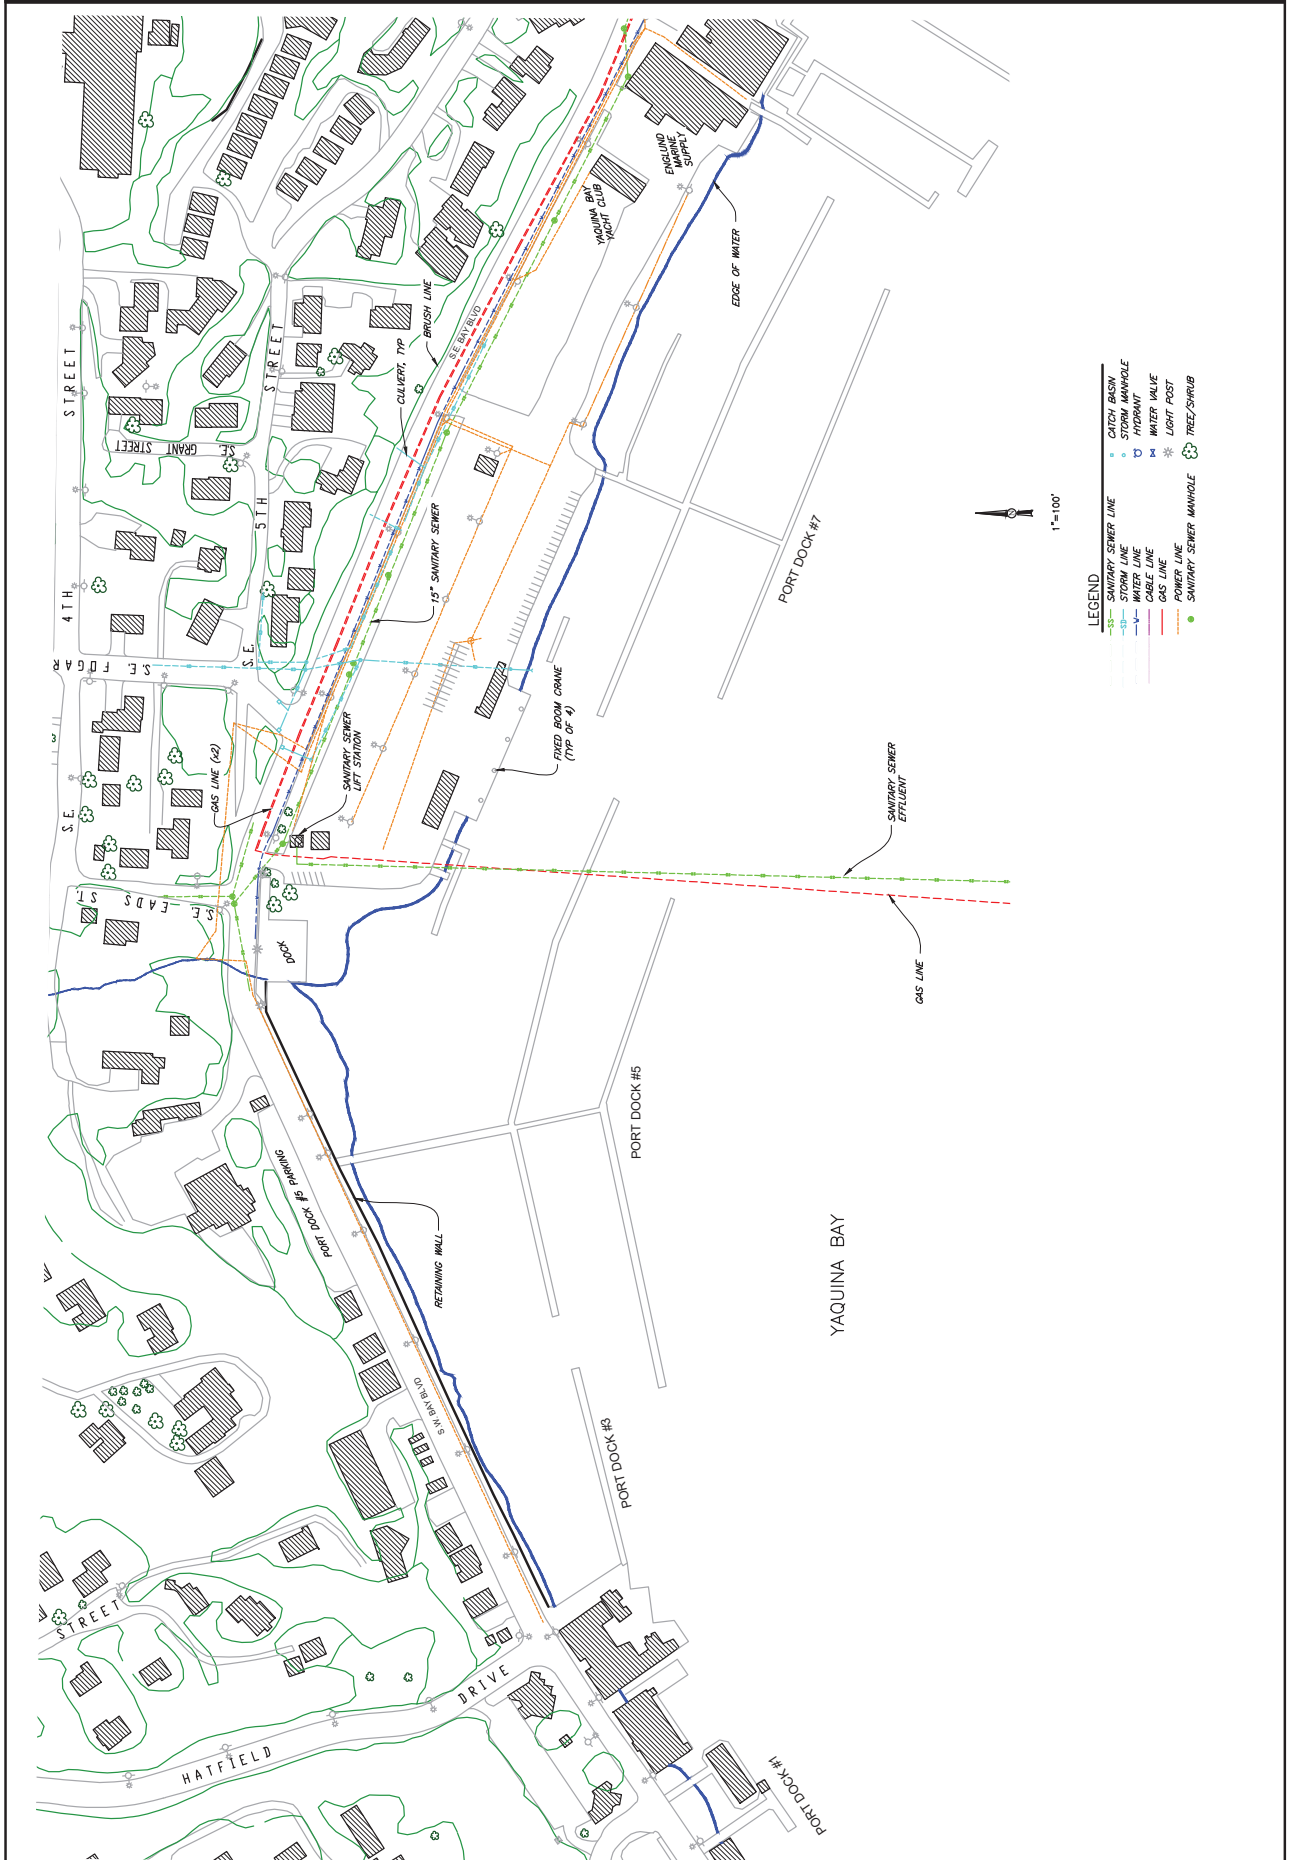 STREET
4TH
S.E.
STREET
5TH
S.E.
S.E.
GRANT STREET
S.E. FOGAR
S.E. EADS ST.
STREET
HATFIELD
DRIVE
ENGLUND
MARINE
SUPPLY
YAQUINA BAY
YACHT CLUB
EDGE OF WATER
BRUSH LINE
S.E. BAY BLVD
CULVERT, TYP
15" SANITARY SEWER
GAS LINE (x2)
SANITARY SEWER
LIFT STATION
FIXED BOOM CRANE
(TYP OF 4)
PORT DOCK #7
SANITARY SEWER
EFFLUENT
GAS LINE
DOCK
PORT DOCK #5 PARKING
PORT DOCK #5
RETAINING WALL
S.W. BAY BLVD
PORT DOCK #3
PORT DOCK #1
YAQUINA BAY
N
1"=100'
LEGEND
SS SANITARY SEWER LINE
SD STORM LINE
W WATER LINE
CABLE LINE
GAS LINE
POWER LINE
SANITARY SEWER MANHOLE
CATCH BASIN
STORM MANHOLE
HYDRANT
WATER VALVE
LIGHT POST
TREE/SHRUB